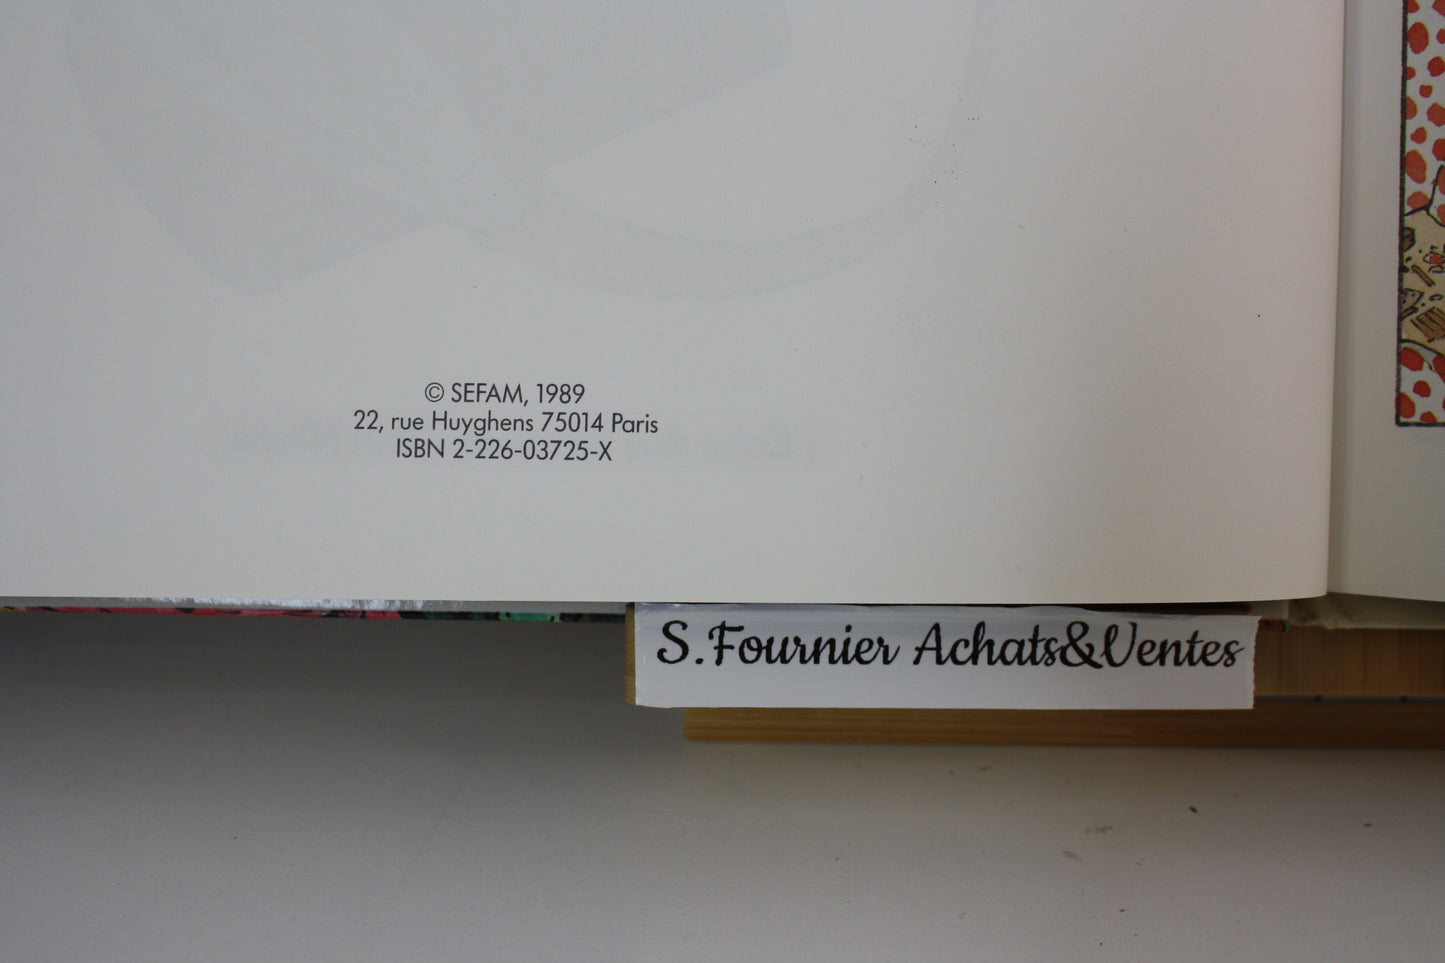 © SEFAM, 1989
22, rue Huyghens 75014 Paris
ISBN 2-226-03725-X
S.Fournier Achats&Ventes